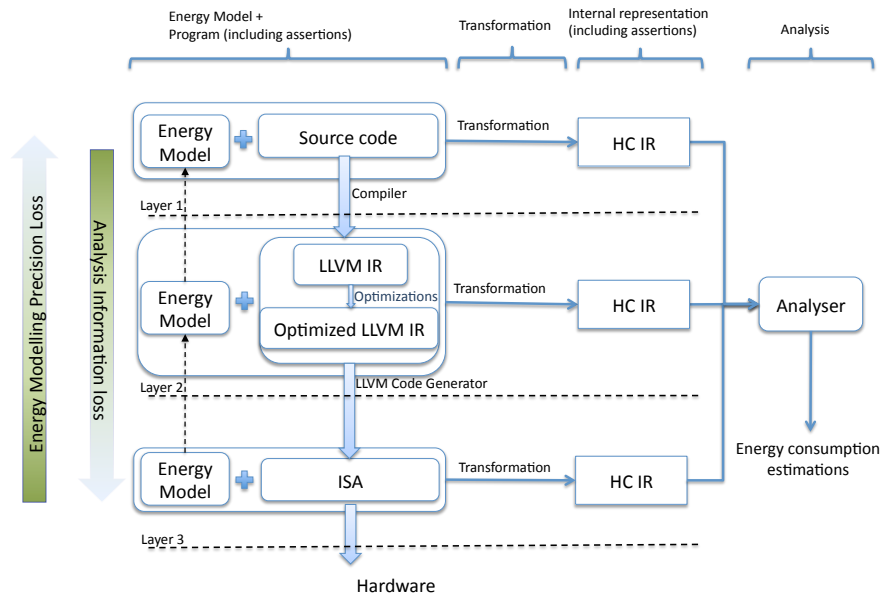 Energy Model +
Program (including assertions)
Transformation
Internal representation
(including assertions)
Analysis
Energy
Model
Source code
Transformation
HC IR
Compiler
Layer 1
Energy Modelling Precision Loss
Analysis Information loss
LLVM IR
Optimizations
Optimized LLVM IR
Energy
Model
Transformation
HC IR
Analyser
LLVM Code Generator
Layer 2
Energy consumption
estimations
Energy
Model
ISA
Transformation
HC IR
Layer 3
Hardware